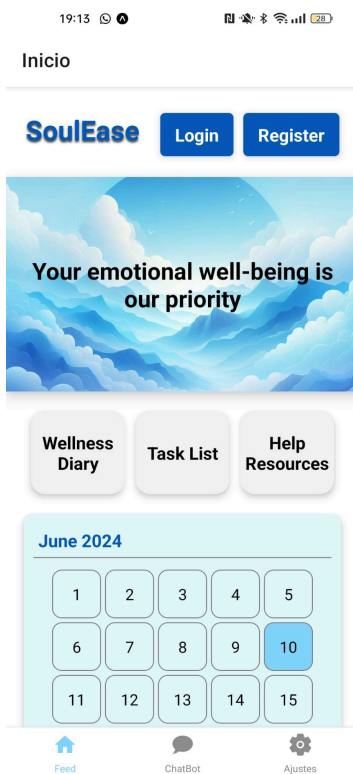 19:13 28
Inicio
SoulEase Login Register
Your emotional well-being is
our priority
Wellness
Diary
Task List
Help
Resources
June 2024
1 2 3 4 5
6 7 8 9 10
11 12 13 14 15
Feed ChatBot Ajustes